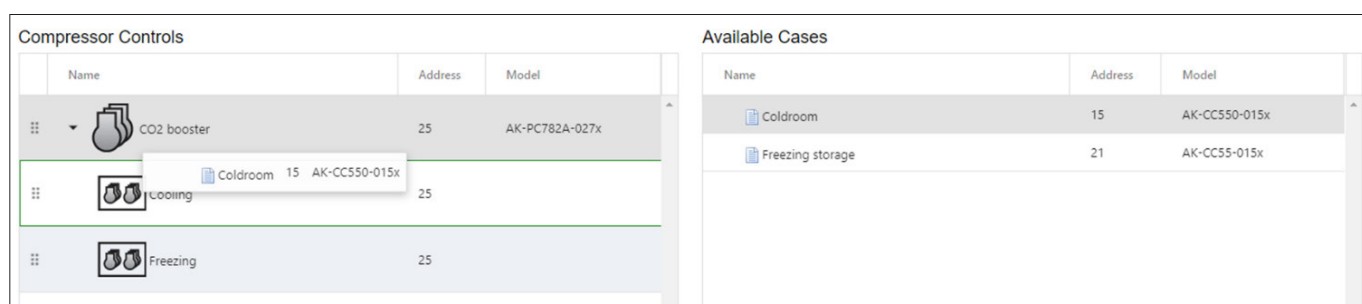 Compressor Controls
Name Address Model
CO2 booster 25 AK-PC782A-027x
Coldroom 15 AK-CC550-015x
Cooling 25
Freezing 25
Available Cases
Name Address Model
Coldroom 15 AK-CC550-015x
Freezing storage 21 AK-CC55-015x